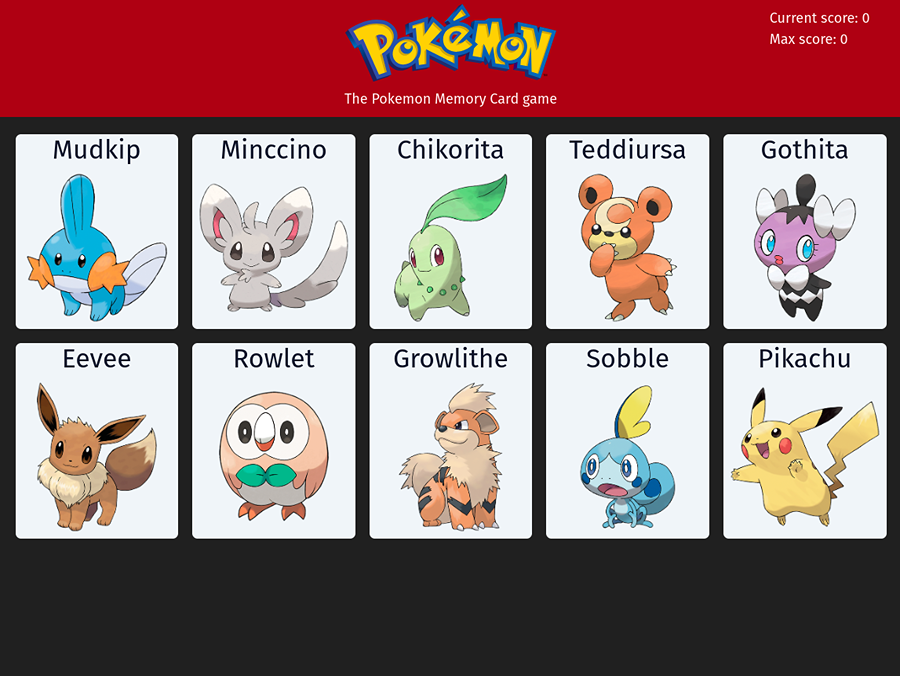 POKéMON
Current score: 0
Max score: 0
The Pokemon Memory Card game
Mudkip
Minccino
Chikorita
Teddiursa
Gothita
Eevee
Rowlet
Growlithe
Sobble
Pikachu